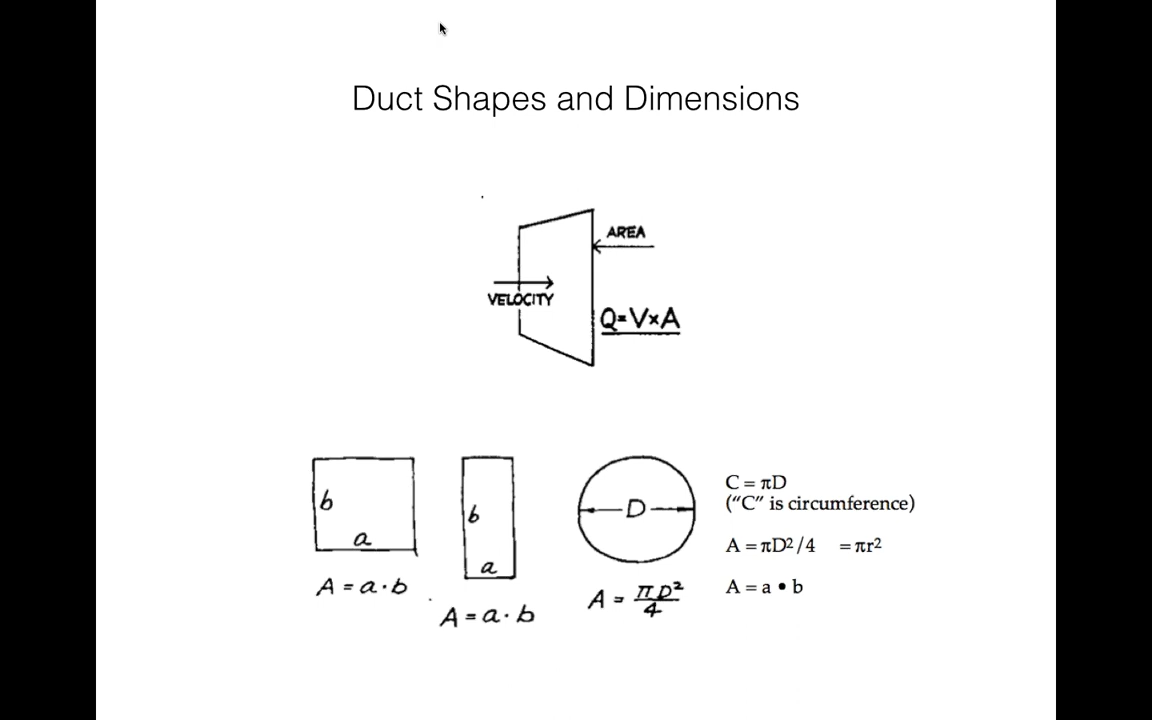 Duct Shapes and Dimensions
AREA
VELOCITY
Q=V×A
b
a
A = a · b
b
a
A = a · b
D
A = πD²/4
C = πD
("C" is circumference)
A = πD²/4 = πr²
A = a • b